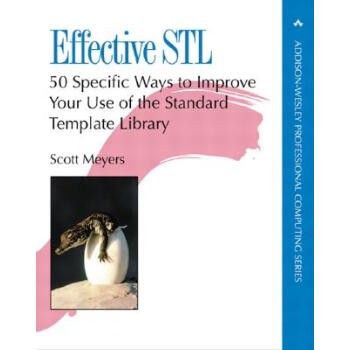 Effective STL
50 Specific Ways to Improve
Your Use of the Standard
Template Library
Scott Meyers
ADDISON-WESLEY PROFESSIONAL COMPUTING SERIES